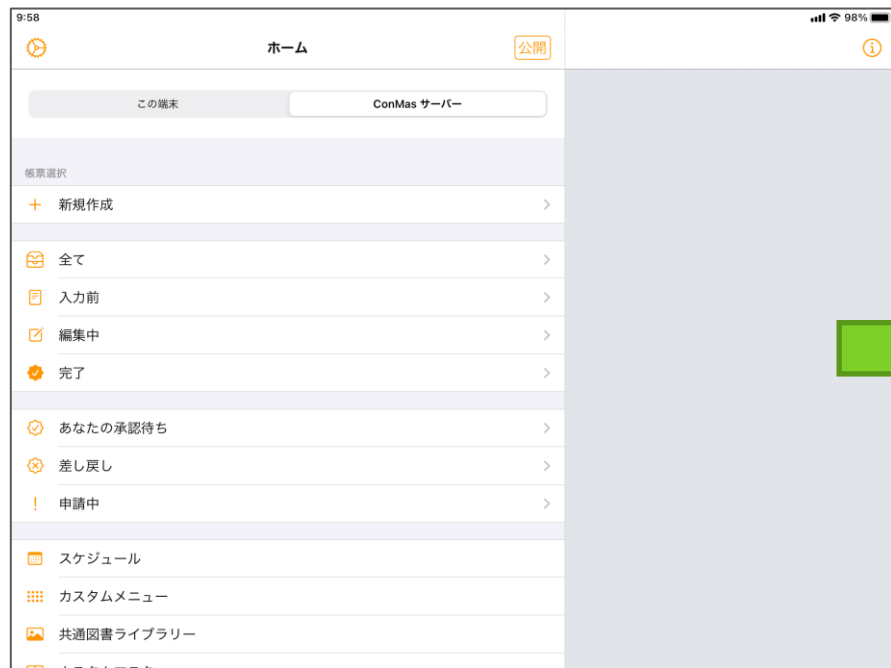 9:58
98%
ホーム
公開
この端末
ConMas サーバー
帳票選択
新規作成
全て
入力前
編集中
完了
あなたの承認待ち
差し戻し
申請中
スケジュール
カスタムメニュー
共通図書ライブラリー